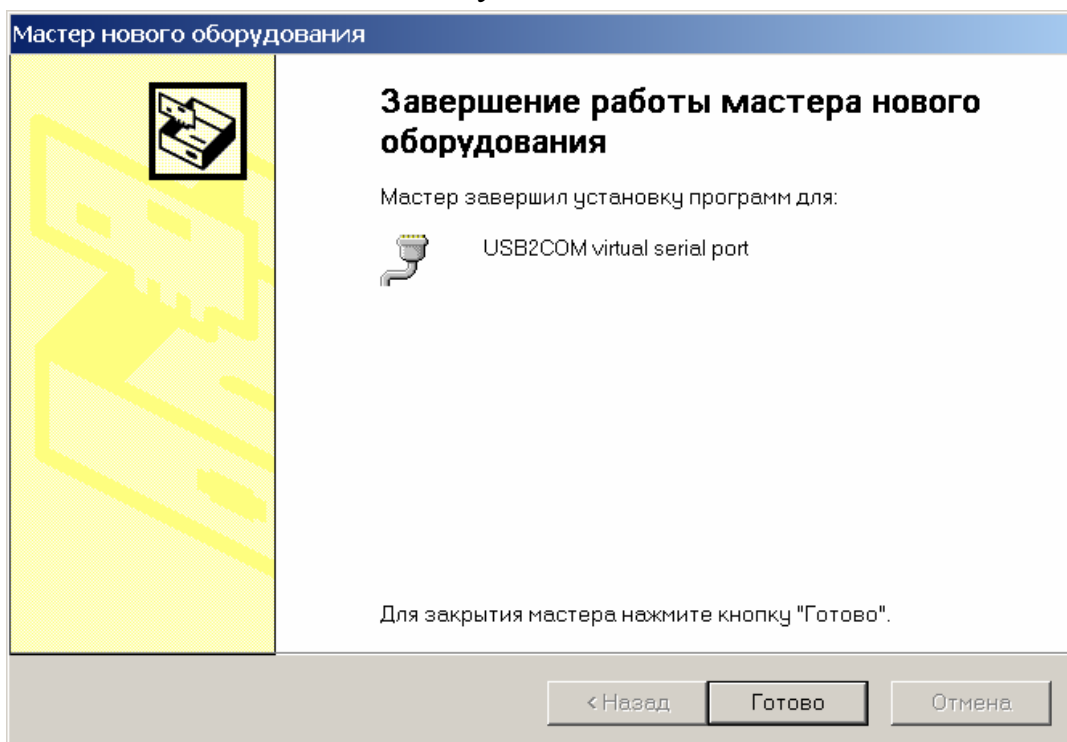 Мастер нового оборудования
Завершение работы мастера нового
оборудования
Мастер завершил установку программ для:
USB2COM virtual serial port
Для закрытия мастера нажмите кнопку "Готово".
< Назад
Готово
Отмена